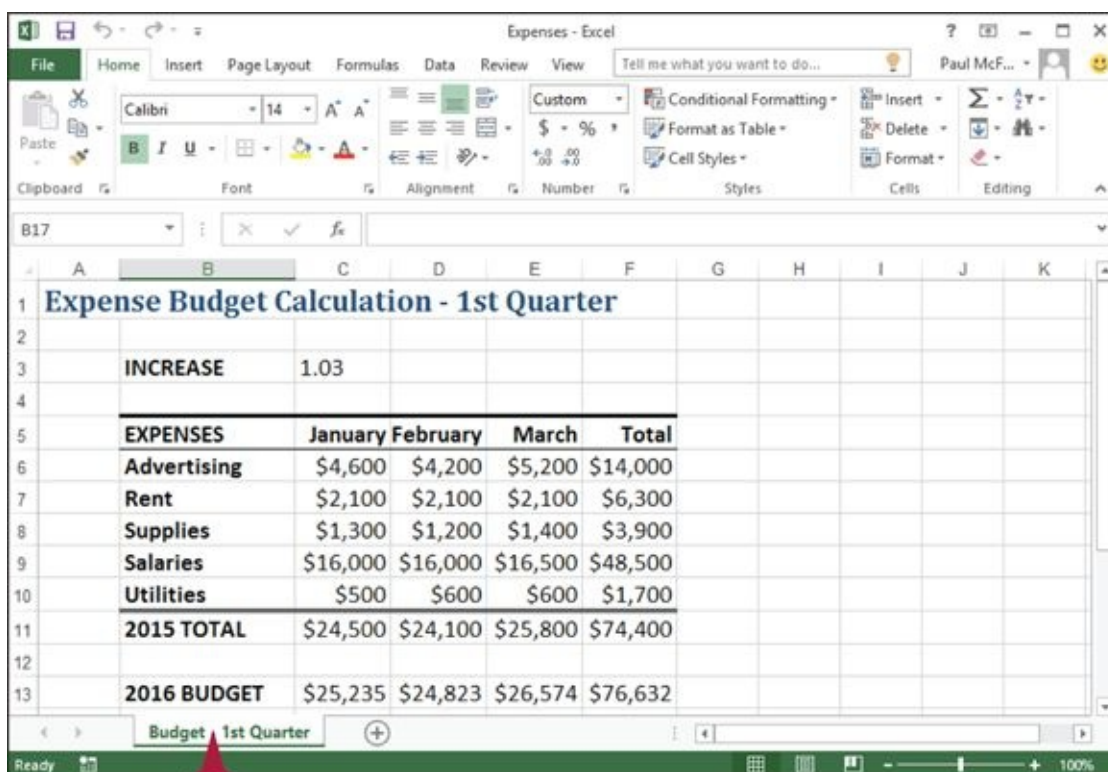 Expenses - Excel ?
File Home Insert Page Layout Formulas Data Review View Tell me what you want to do... Paul McF...
Calibri 14 A A Custom Conditional Formatting Insert Σ
Paste B I U A $ % , Format as Table Delete
.0 .00 .00 .0 Cell Styles Format
Clipboard Font Alignment Number Styles Cells Editing
B17 fx
A B C D E F G H I J K
1 Expense Budget Calculation - 1st Quarter
2
3 INCREASE 1.03
4
5 EXPENSES January February March Total
6 Advertising $4,600 $4,200 $5,200 $14,000
7 Rent $2,100 $2,100 $2,100 $6,300
8 Supplies $1,300 $1,200 $1,400 $3,900
9 Salaries $16,000 $16,000 $16,500 $48,500
10 Utilities $500 $600 $600 $1,700
11 2015 TOTAL $24,500 $24,100 $25,800 $74,400
12
13 2016 BUDGET $25,235 $24,823 $26,574 $76,632
Budget 1st Quarter
Ready 100%